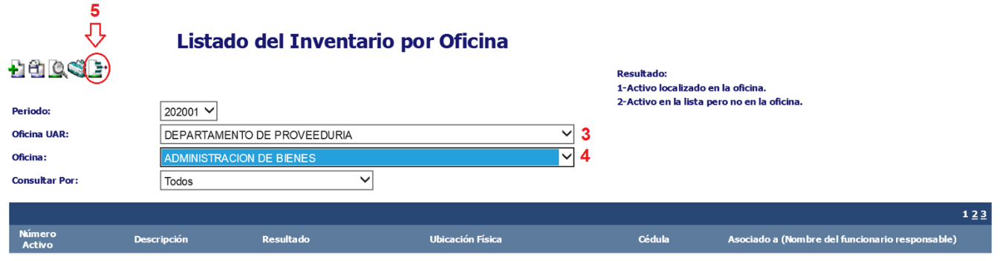 5
Listado del Inventario por Oficina
Resultado:
1-Activo localizado en la oficina.
2-Activo en la lista pero no en la oficina.
Periodo: 202001
Oficina UAR: DEPARTAMENTO DE PROVEEDURIA 3
Oficina: ADMINISTRACION DE BIENES 4
Consultar Por: Todos
1 2 3
Número Activo Descripción Resultado Ubicación Física Cédula Asociado a (Nombre del funcionario responsable)